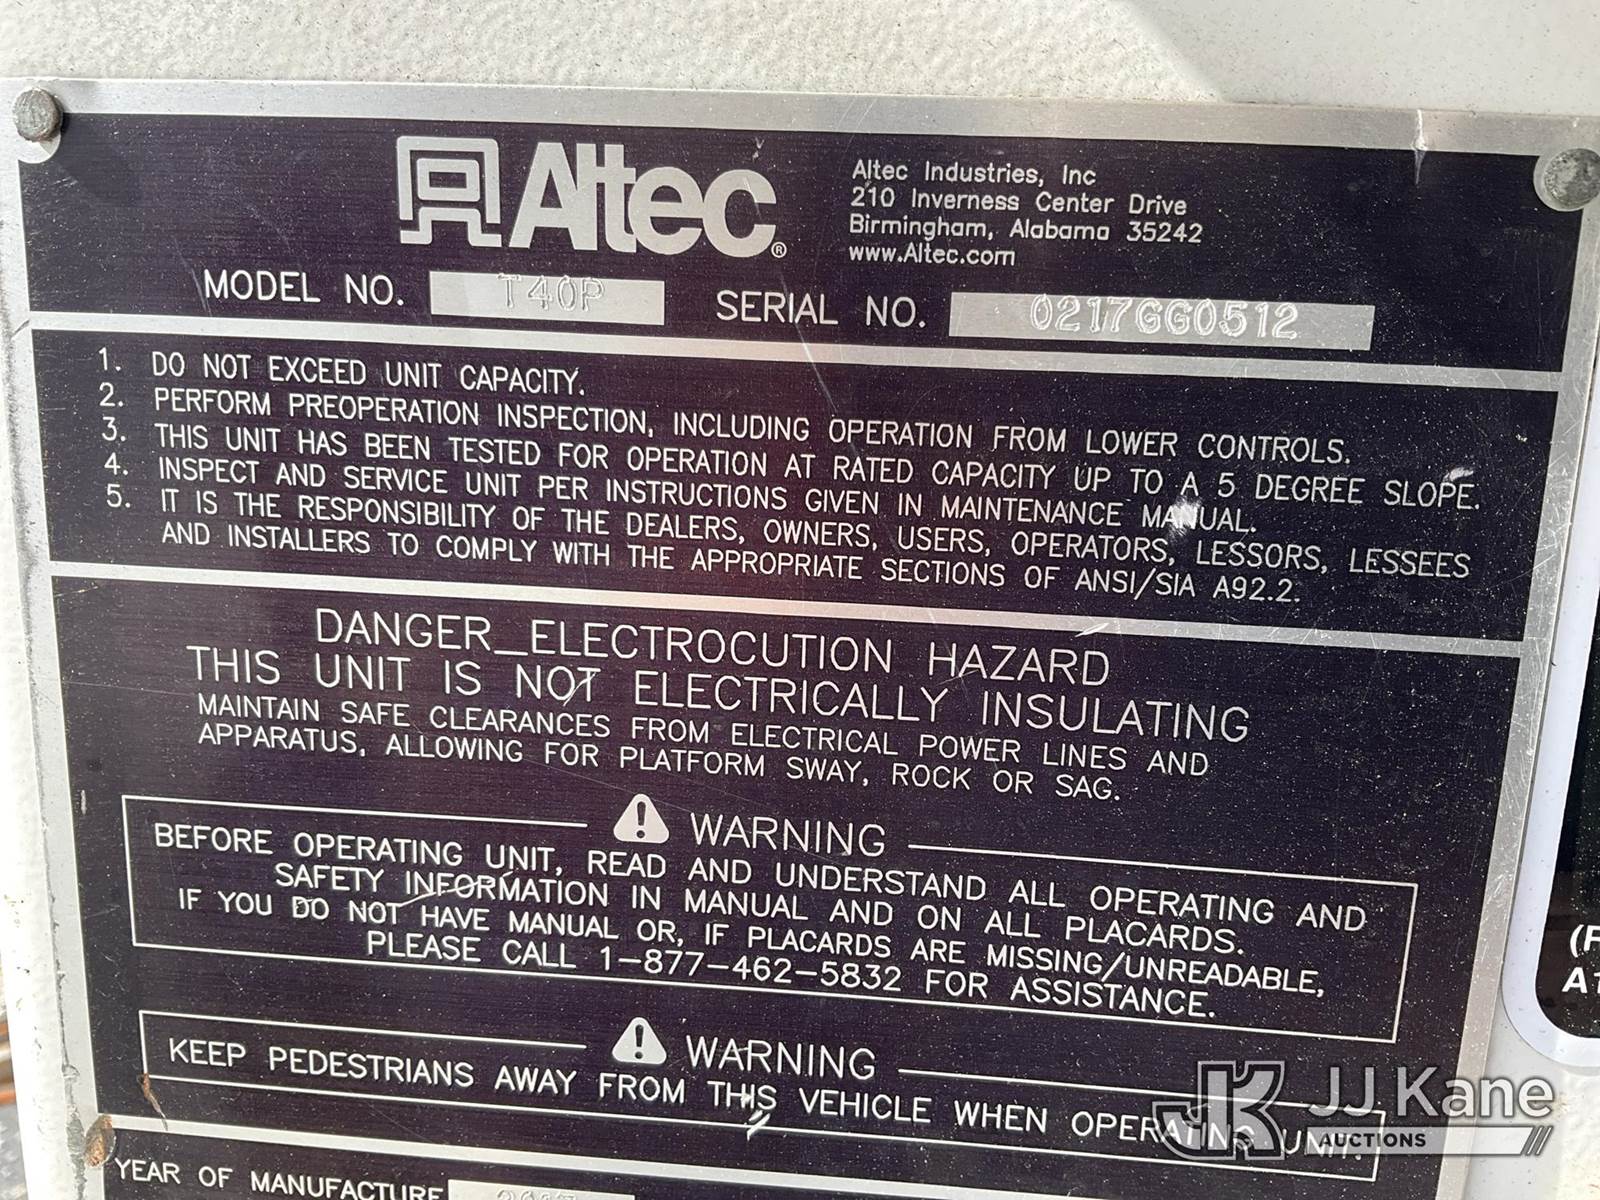 Altec®
Altec Industries, Inc
210 Inverness Center Drive
Birmingham, Alabama 35242
www.Altec.com
MODEL NO. T40P SERIAL NO. 0217GG0512
1. DO NOT EXCEED UNIT CAPACITY.
2. PERFORM PREOPERATION INSPECTION, INCLUDING OPERATION FROM LOWER CONTROLS.
3. THIS UNIT HAS BEEN TESTED FOR OPERATION AT RATED CAPACITY UP TO A 5 DEGREE SLOPE.
4. INSPECT AND SERVICE UNIT PER INSTRUCTIONS GIVEN IN MAINTENANCE MANUAL.
5. IT IS THE RESPONSIBILITY OF THE DEALERS, OWNERS, USERS, OPERATORS, LESSORS, LESSEES
AND INSTALLERS TO COMPLY WITH THE APPROPRIATE SECTIONS OF ANSI/SIA A92.2.
DANGER_ELECTROCUTION HAZARD
THIS UNIT IS NOT ELECTRICALLY INSULATING
MAINTAIN SAFE CLEARANCES FROM ELECTRICAL POWER LINES AND
APPARATUS, ALLOWING FOR PLATFORM SWAY, ROCK OR SAG.
WARNING
BEFORE OPERATING UNIT, READ AND UNDERSTAND ALL OPERATING AND
SAFETY INFORMATION IN MANUAL AND ON ALL PLACARDS.
IF YOU DO NOT HAVE MANUAL OR, IF PLACARDS ARE MISSING/UNREADABLE,
PLEASE CALL 1-877-462-5832 FOR ASSISTANCE.
WARNING
KEEP PEDESTRIANS AWAY FROM THIS VEHICLE WHEN OPERATING UNIT.
YEAR OF MANUFACTURE
JK JJ Kane
AUCTIONS